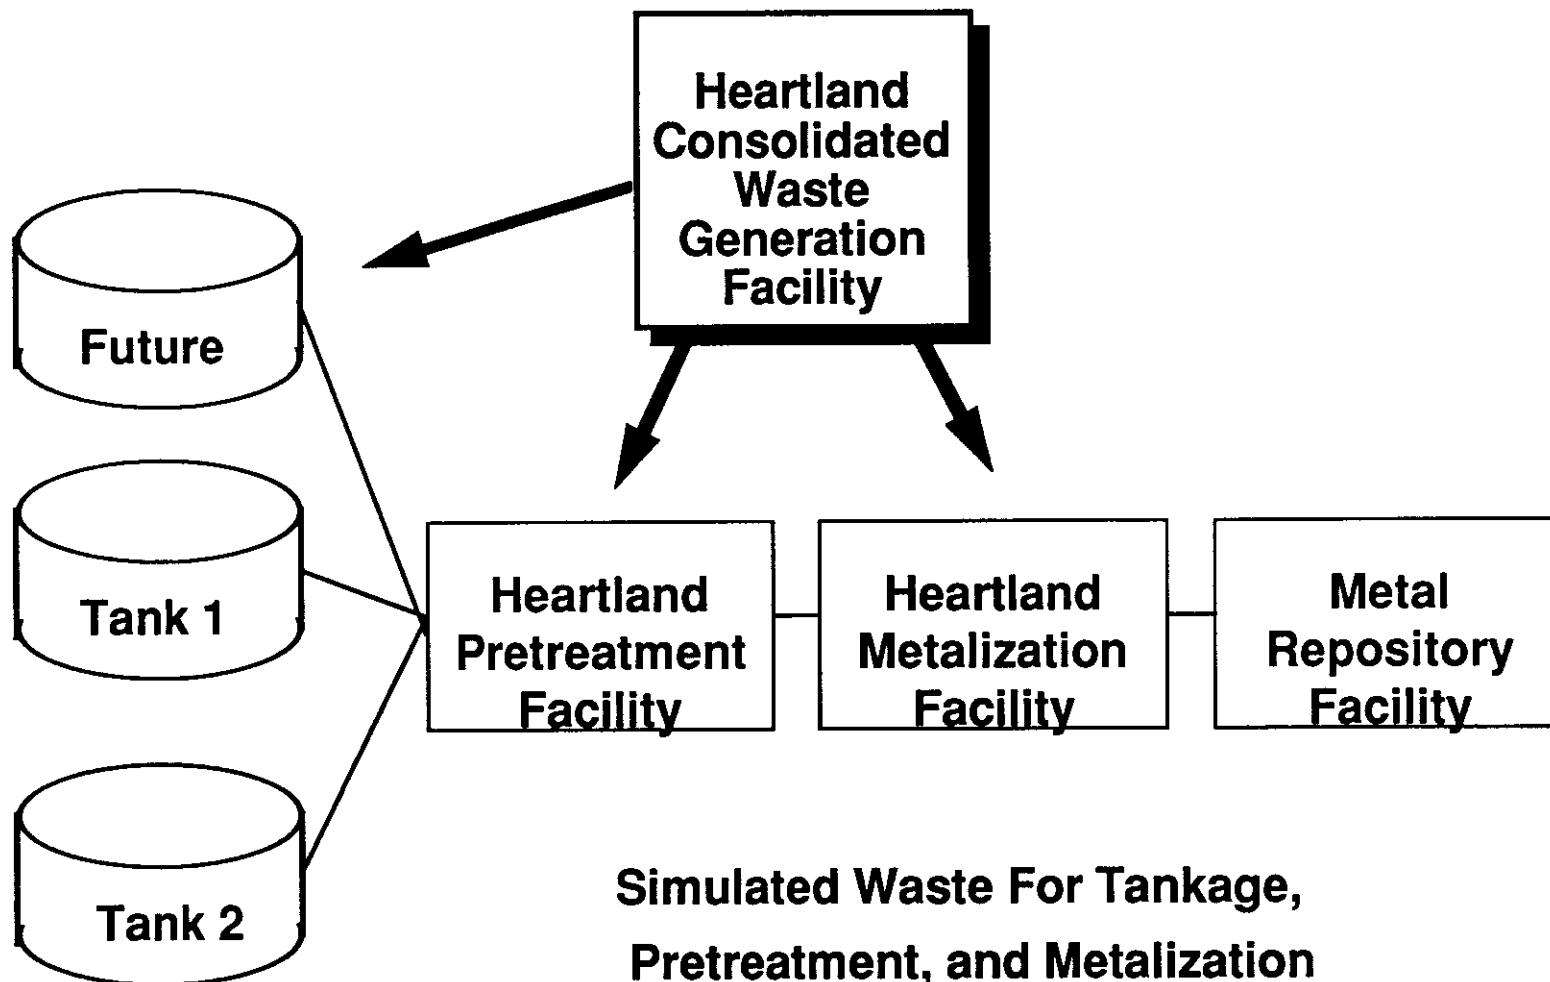 Heartland
Consolidated
Waste
Generation
Facility
Future
Tank 1
Tank 2
Heartland
Pretreatment
Facility
Heartland
Metalization
Facility
Metal
Repository
Facility
Simulated Waste For Tankage,
Pretreatment, and Metalization